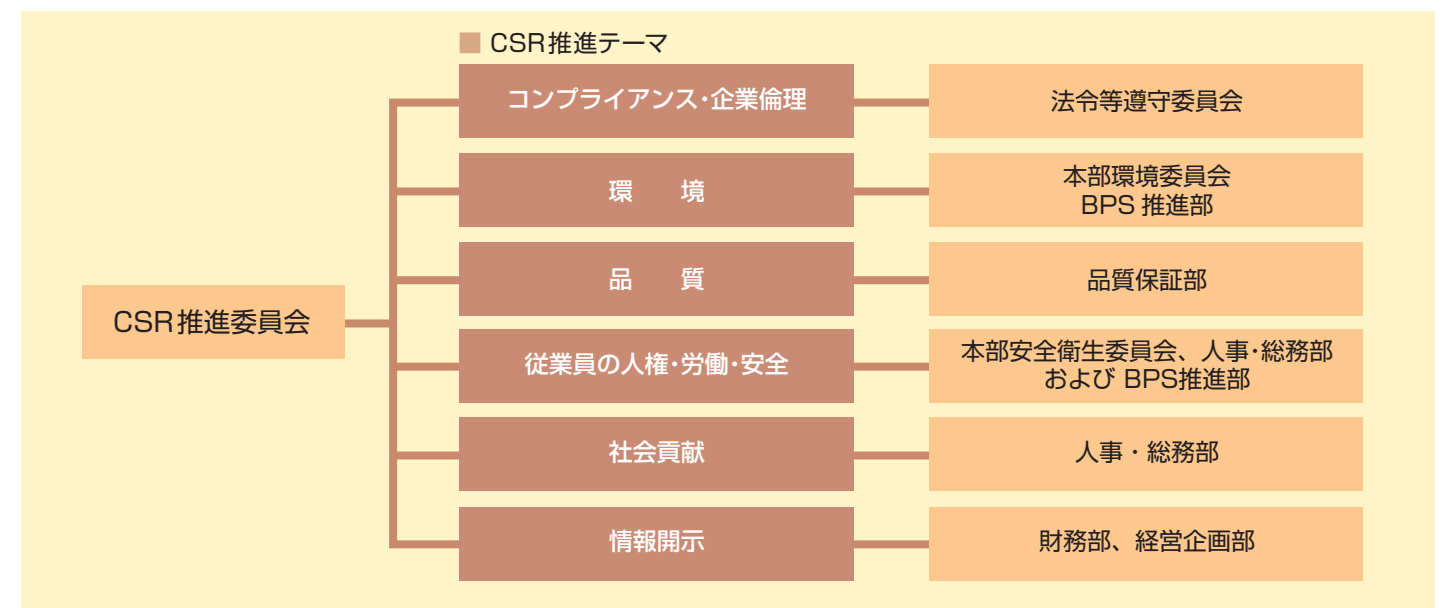 ■ CSR推進テーマ
CSR推進委員会
コンプライアンス・企業倫理
法令等遵守委員会
環　　境
本部環境委員会
BPS 推進部
品　　質
品質保証部
従業員の人権・労働・安全
本部安全衛生委員会、人事・総務部
および BPS推進部
社会貢献
人事・総務部
情報開示
財務部、経営企画部